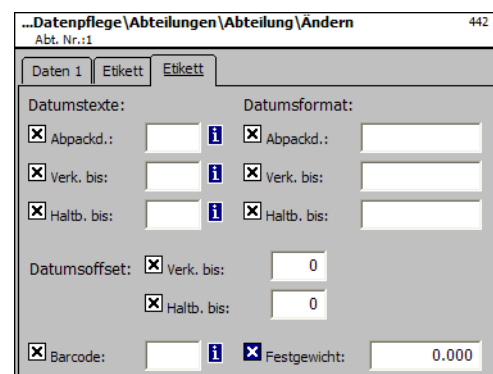 ...Datenpflege\Abteilungen\Abteilung\Ändern 442
Abt. Nr.:1
Daten 1 Etikett Etikett
Datumstexte: Datumsformat:
Abpackd.: i Abpackd.:
Verk. bis: i Verk. bis:
Haltb. bis: i Haltb. bis:
Datumsoffset: Verk. bis: 0
Haltb. bis: 0
Barcode: i Festgewicht: 0.000